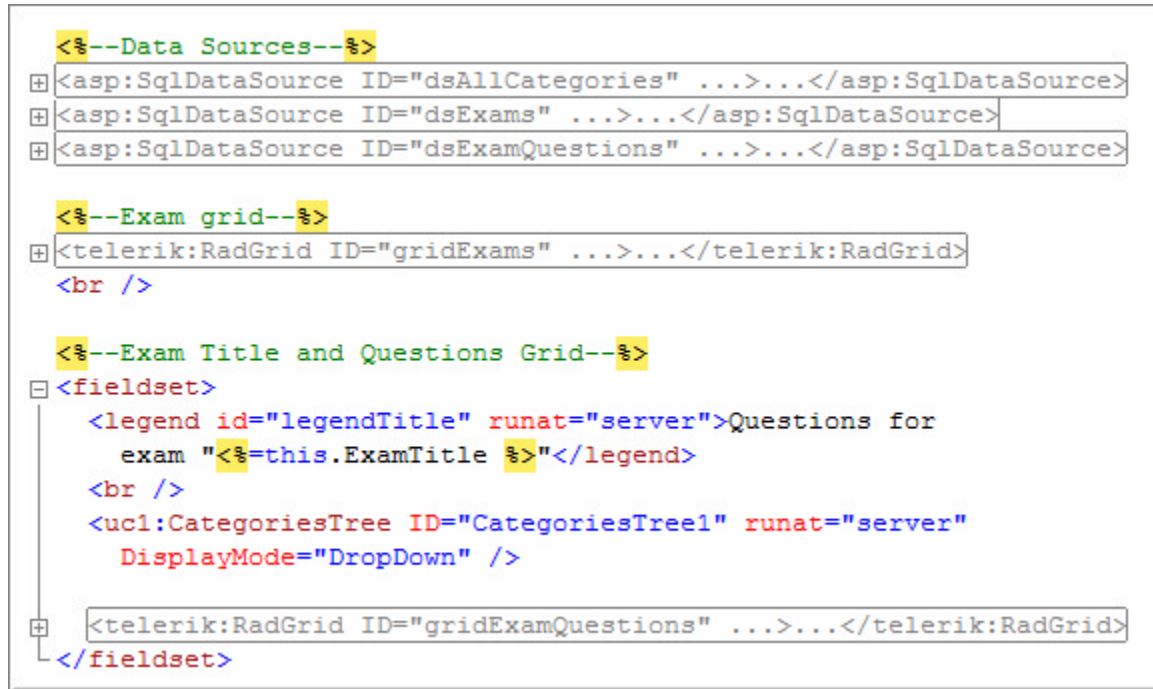 <%--Data Sources--%>
<asp:SqlDataSource ID="dsAllCategories" ...>...</asp:SqlDataSource>
<asp:SqlDataSource ID="dsExams" ...>...</asp:SqlDataSource>
<asp:SqlDataSource ID="dsExamQuestions" ...>...</asp:SqlDataSource>
<%--Exam grid--%>
<telerik:RadGrid ID="gridExams" ...>...</telerik:RadGrid>
<br />
<%--Exam Title and Questions Grid--%>
<fieldset>
<legend id="legendTitle" runat="server">Questions for
exam "<%=this.ExamTitle %>"</legend>
<br />
<uc1:CategoriesTree ID="CategoriesTree1" runat="server"
DisplayMode="DropDown" />
<telerik:RadGrid ID="gridExamQuestions" ...>...</telerik:RadGrid>
</fieldset>